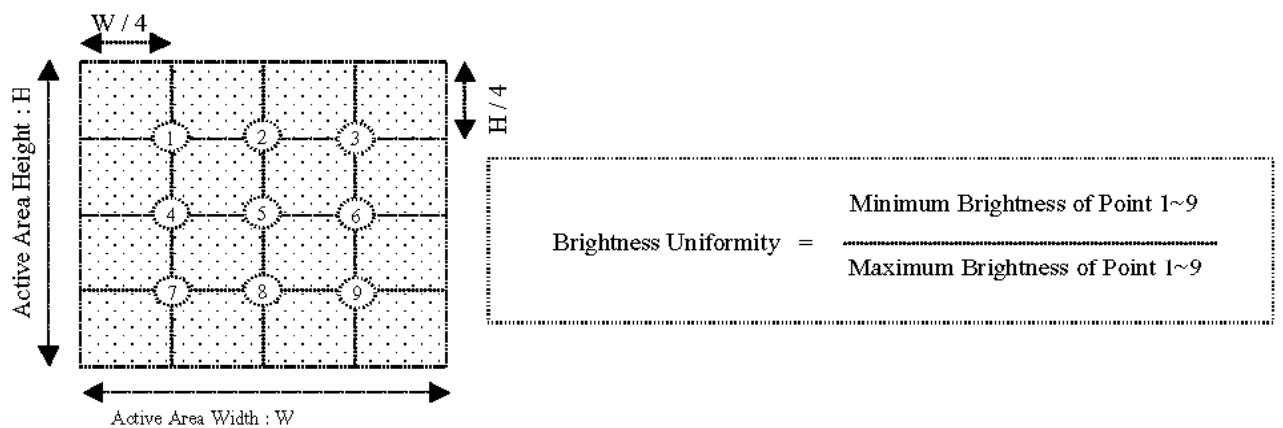 W / 4
Active Area Height : H
H / 4
1 2 3
4 5 6
7 8 9
Active Area Width : W
Minimum Brightness of Point 1~9
Brightness Uniformity =
Maximum Brightness of Point 1~9